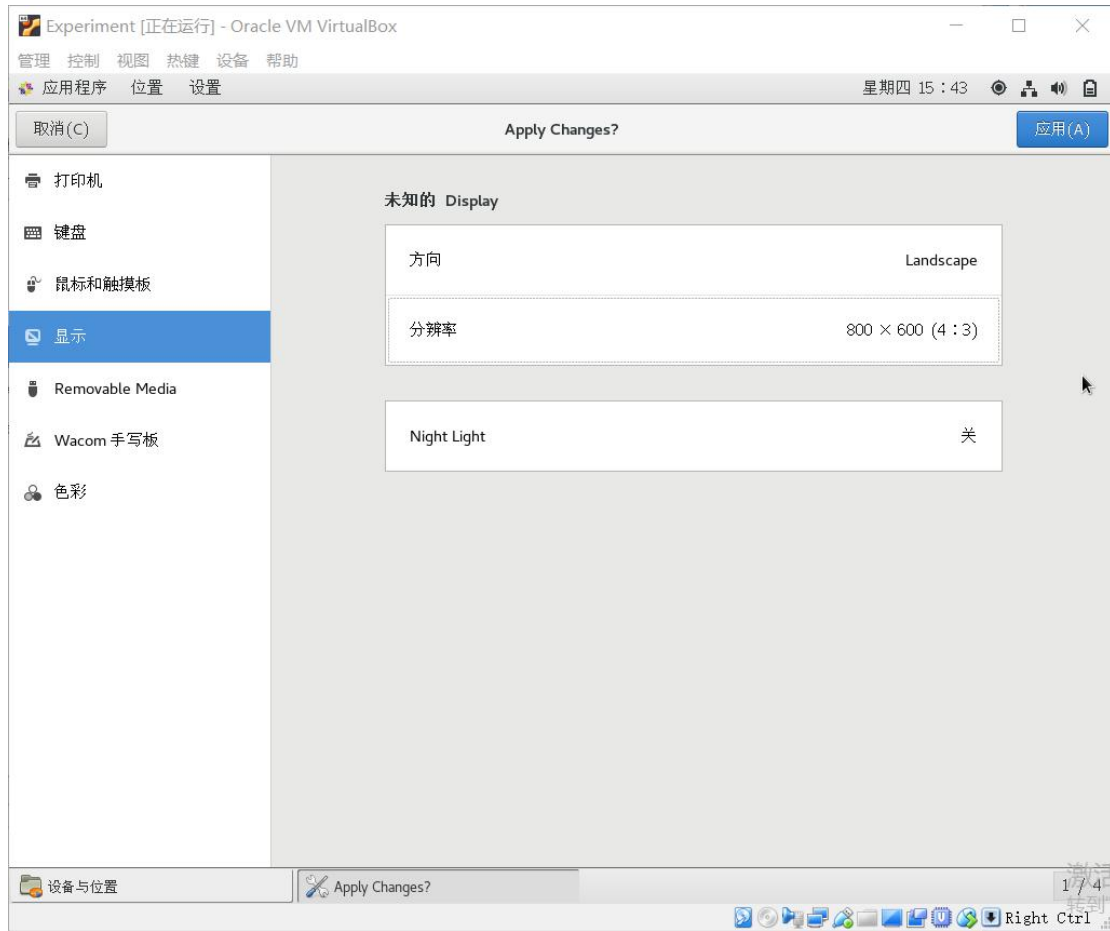 Experiment [正在运行] - Oracle VM VirtualBox
管理 控制 视图 热键 设备 帮助
应用程序 位置 设置 星期四 15：43
取消(C) Apply Changes? 应用(A)
打印机
未知的 Display
键盘
方向 Landscape
鼠标和触摸板
分辨率 800 × 600 (4：3)
显示
Removable Media
Night Light 关
Wacom 手写板
色彩
设备与位置 Apply Changes? 1 / 4
激活
转到
Right Ctrl